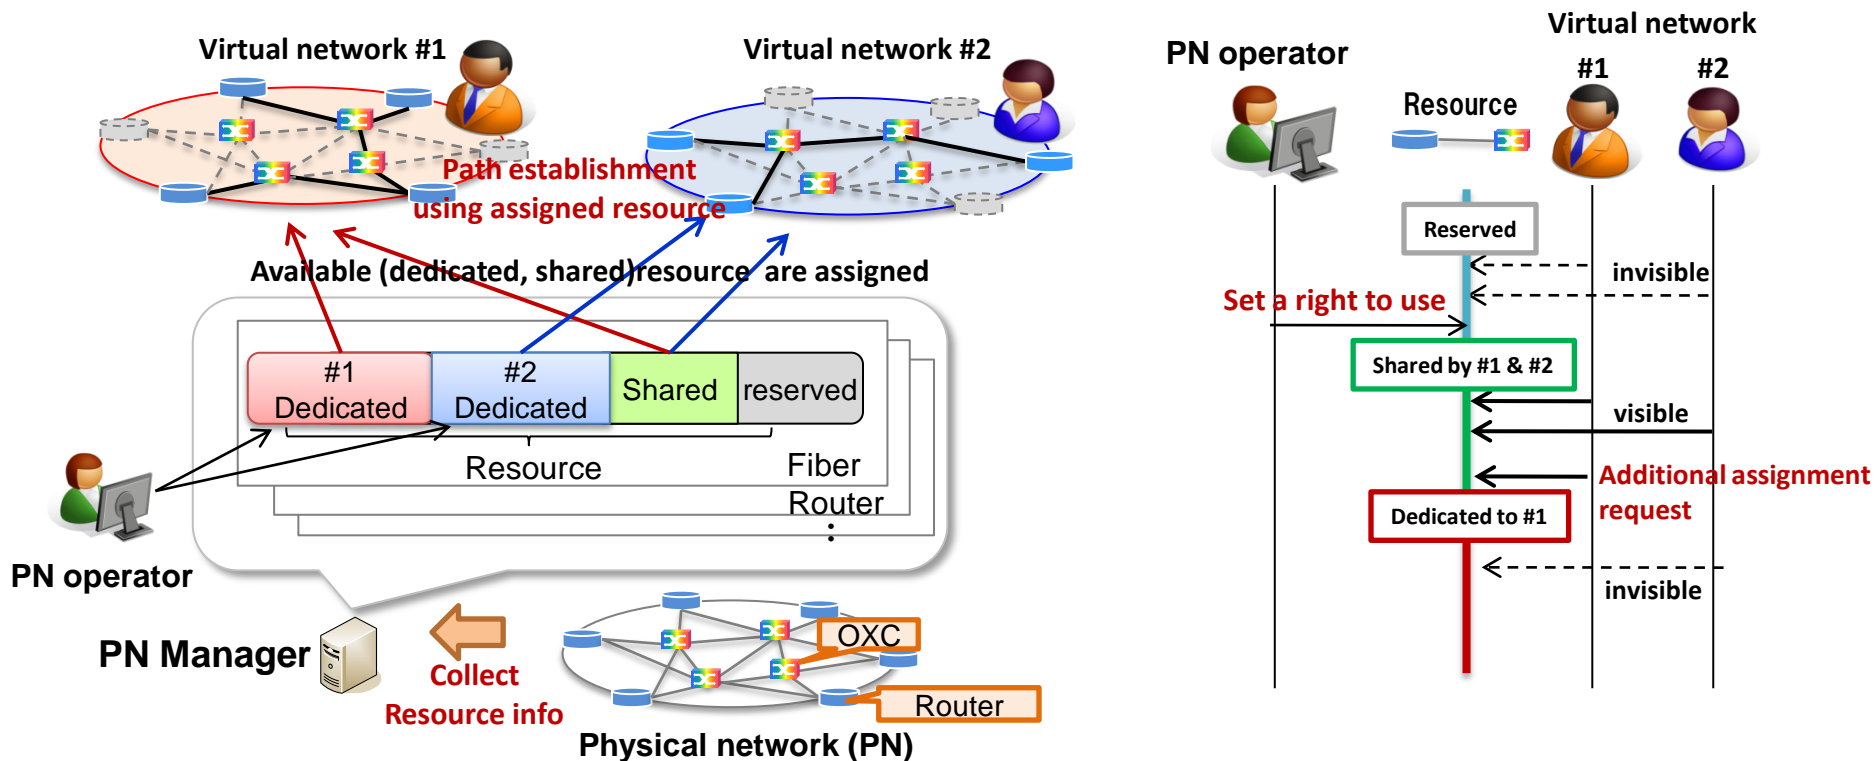 Virtual network #1
Virtual network #2
Path establishment
using assigned resource
Available (dedicated, shared)resource are assigned
#1
Dedicated
#2
Dedicated
Shared
reserved
Resource
Fiber
Router
:
PN operator
PN Manager
Collect
Resource info
OXC
Router
Physical network (PN)
Virtual network
PN operator
#1
#2
Resource
Reserved
invisible
Set a right to use
Shared by #1 & #2
visible
Additional assignment
request
Dedicated to #1
invisible